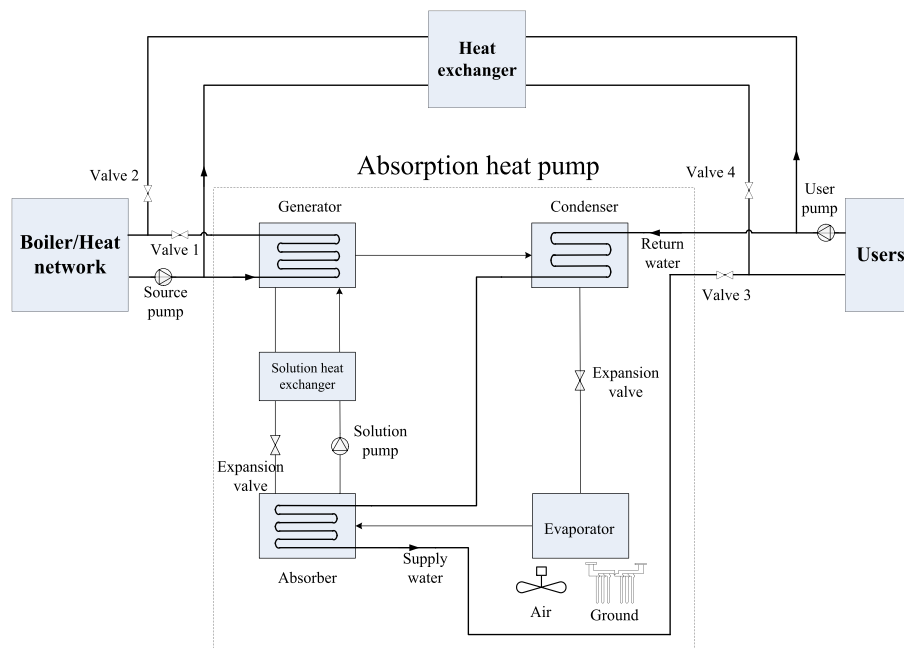 Heat
exchanger
Absorption heat pump
Valve 2
Valve 4
Generator
Condenser
User
pump
Boiler/Heat
network
Valve 1
Return
water
Users
Source
pump
Valve 3
Solution heat
exchanger
Expansion
valve
Solution
pump
Expansion
valve
Evaporator
Absorber
Supply
water
Air
Ground